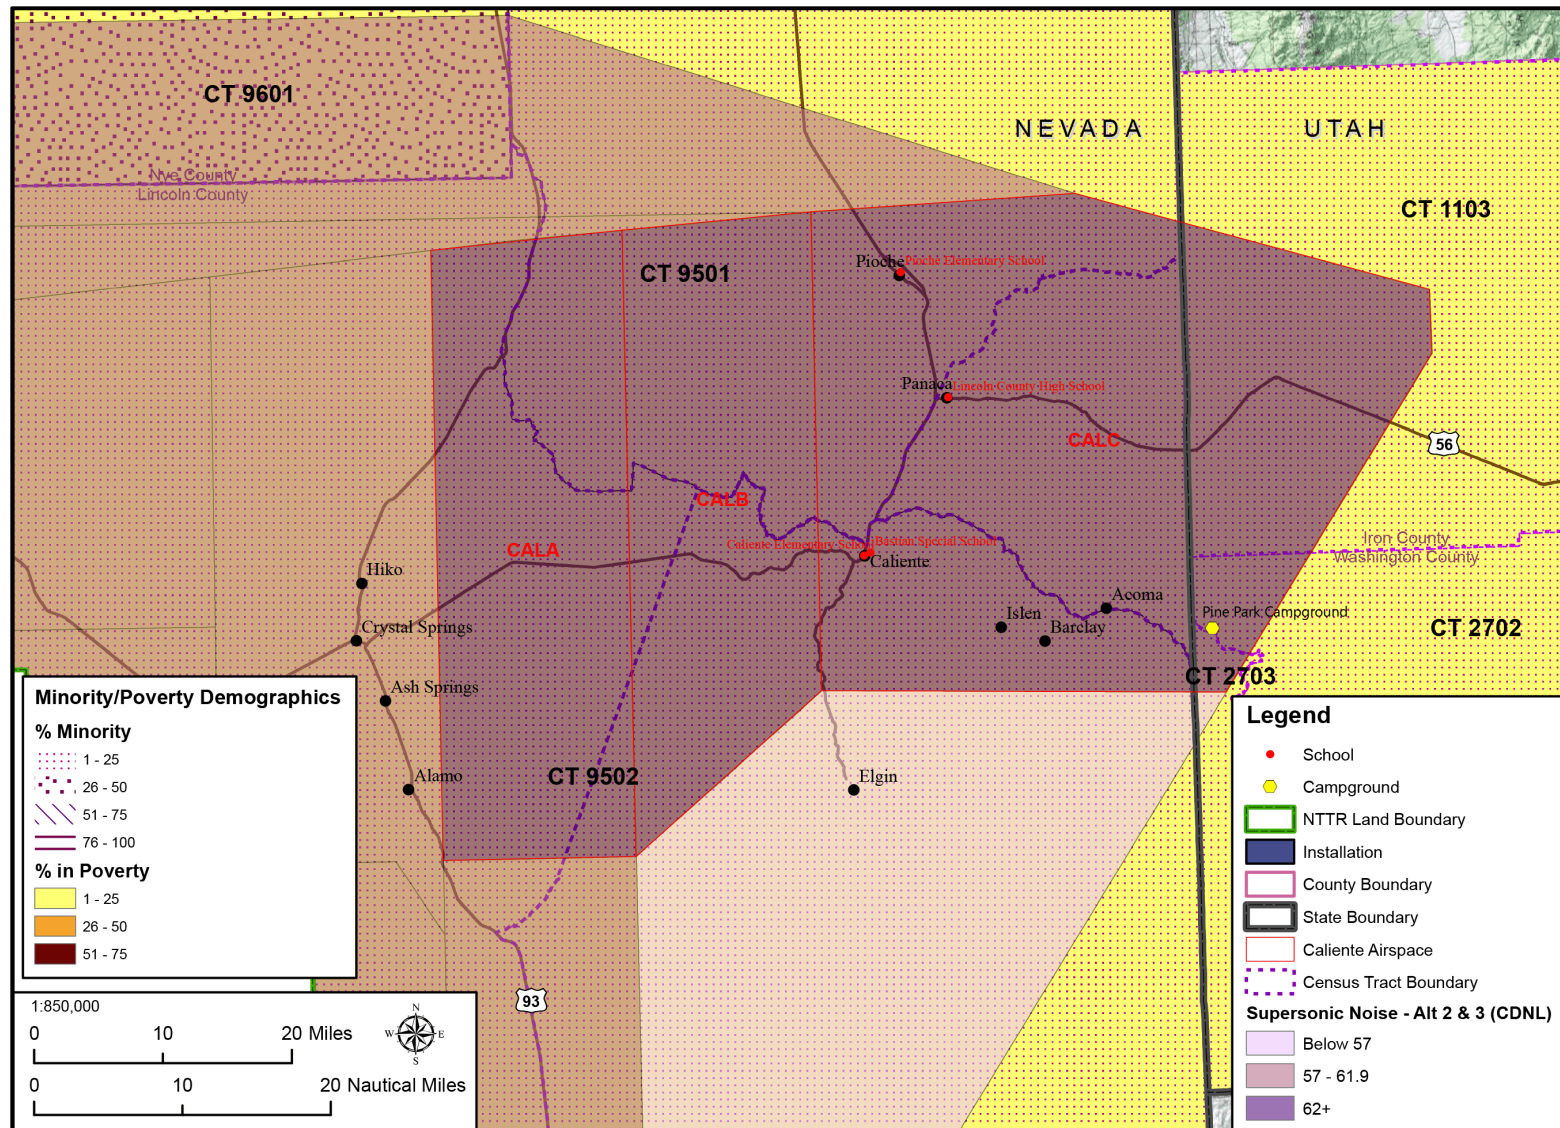 CT 9601
NEVADA
UTAH
Nye County
Lincoln County
CT 1103
CT 9501
Pioche
Pioche Elementary School
Panaca
Lincoln County High School
CALC
56
CALB
CALA
Caliente Elementary School
Bastian Special School
Caliente
Iron County
Washington County
Hiko
Crystal Springs
Acoma
Islen
Barclay
Pine Park Campground
CT 2702
CT 2703
Ash Springs
Alamo
CT 9502
Elgin
93
Minority/Poverty Demographics
% Minority
1 - 25
26 - 50
51 - 75
76 - 100
% in Poverty
1 - 25
26 - 50
51 - 75
1:850,000
0 10 20 Miles
0 10 20 Nautical Miles
N
W E
S
Legend
School
Campground
NTTR Land Boundary
Installation
County Boundary
State Boundary
Caliente Airspace
Census Tract Boundary
Supersonic Noise - Alt 2 & 3 (CDNL)
Below 57
57 - 61.9
62+